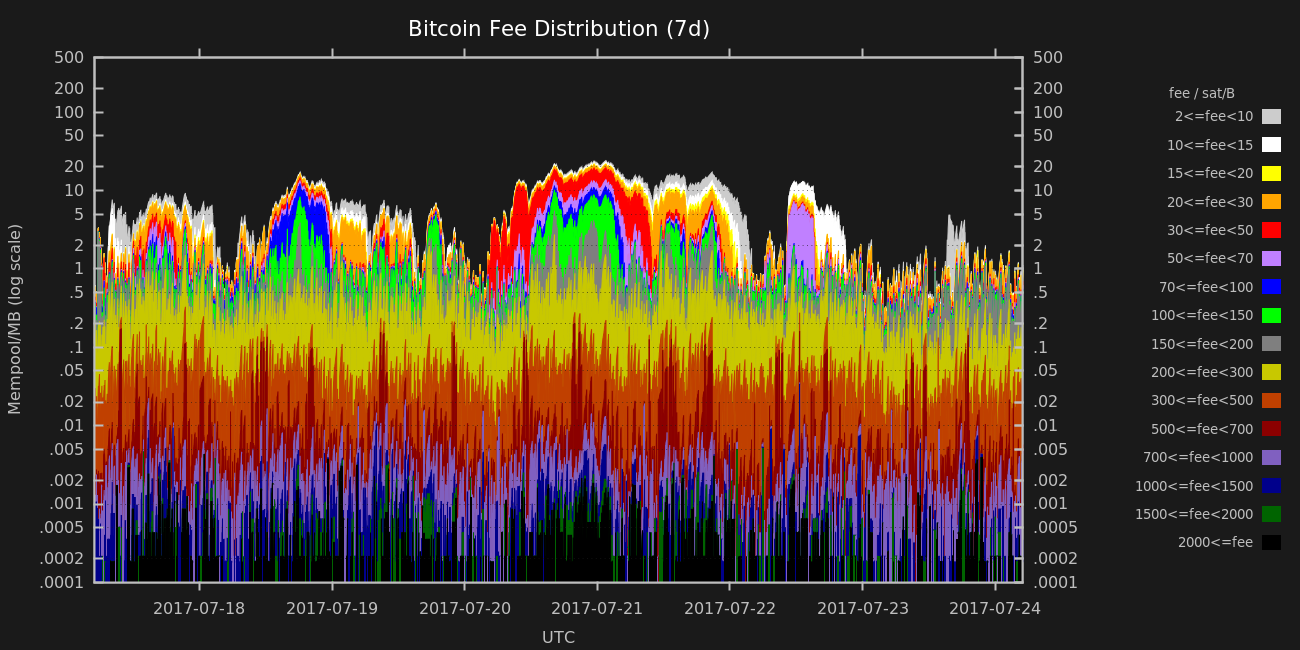 Bitcoin Fee Distribution (7d)
500
200
100
50
20
10
5
2
1
.5
.2
.1
.05
.02
.01
.005
.002
.001
.0005
.0002
.0001
Mempool/MB (log scale)
500
200
100
50
20
10
5
2
1
.5
.2
.1
.05
.02
.01
.005
.002
.001
.0005
.0002
.0001
2017-07-18 2017-07-19 2017-07-20 2017-07-21 2017-07-22 2017-07-23 2017-07-24
UTC
fee / sat/B
2<=fee<10
10<=fee<15
15<=fee<20
20<=fee<30
30<=fee<50
50<=fee<70
70<=fee<100
100<=fee<150
150<=fee<200
200<=fee<300
300<=fee<500
500<=fee<700
700<=fee<1000
1000<=fee<1500
1500<=fee<2000
2000<=fee